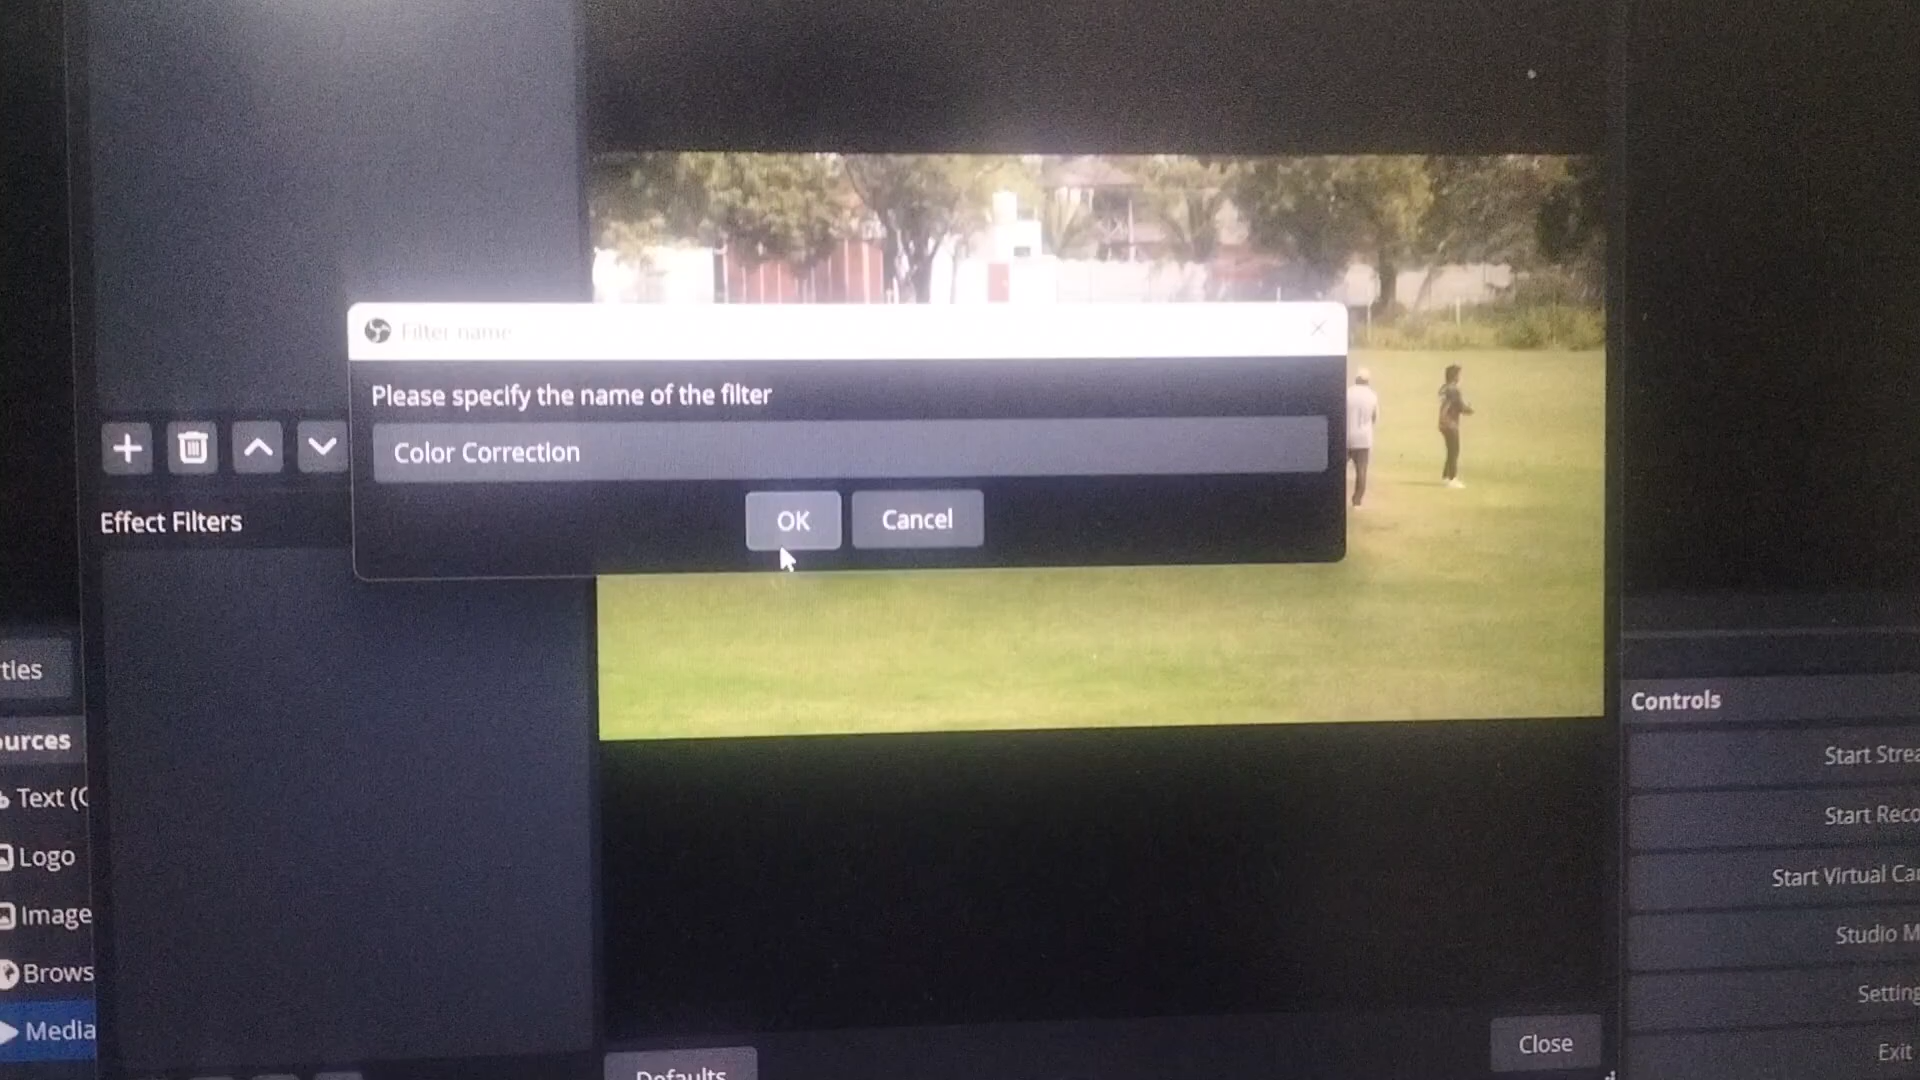 Filter name
Please specify the name of the filter
Color Correction
OK
Cancel
Effect Filters
ties
ources
Text (
Logo
Image
Brows
Media
Defaults
Close
Controls
Start Strea
Start Reco
Start Virtual Ca
Studio M
Setting
Exit